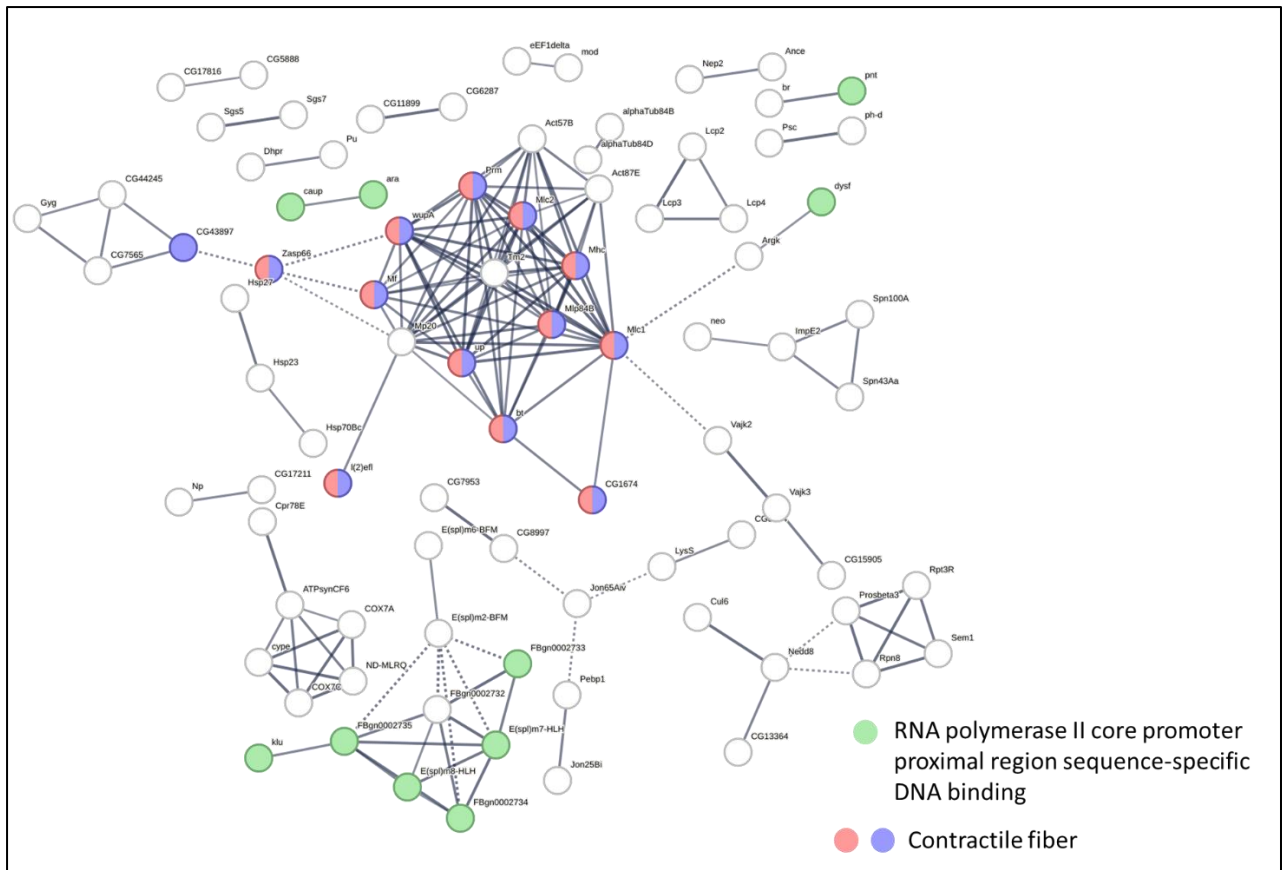 eEF1delta
mod
Ance
Nep2
CG5888
CG17816
pnt
br
Sgs7
Sgs5
CG6287
CG11899
ph-d
Psc
alphaTub84B
alphaTub84D
Act57B
Lcp2
Pu
Dhpr
Act87E
Prm
ara
caup
CG44245
dysf
Gyg
Mlc2
Lcp3
Lcp4
wupA
CG43897
Argk
Mhc
CG7565
Zasp66
Tm2
Mf
Hsp27
Spn100A
Mlp84B
neo
ImpE2
Mp20
Mlc1
up
Hsp23
Spn43Aa
bt
Hsp70Bc
Vajk2
l(2)efl
CG17211
CG1674
Np
CG7953
Vajk3
Cpr78E
E(spl)m6-BFM
CG8997
LysS
CG15905
Jon65Aiv
Rpt3R
ATPsynCF6
Prosbeta3
COX7A
Cul6
E(spl)m2-BFM
Sem1
cype
FBgn0002733
Nedd8
Rpn8
ND-MLRQ
COX7C
Pebp1
FBgn0002732
FBgn0002735
E(spl)m7-HLH
klu
CG13364
E(spl)m8-HLH
Jon25Bi
FBgn0002734
RNA polymerase II core promoter
proximal region sequence-specific
DNA binding
Contractile fiber